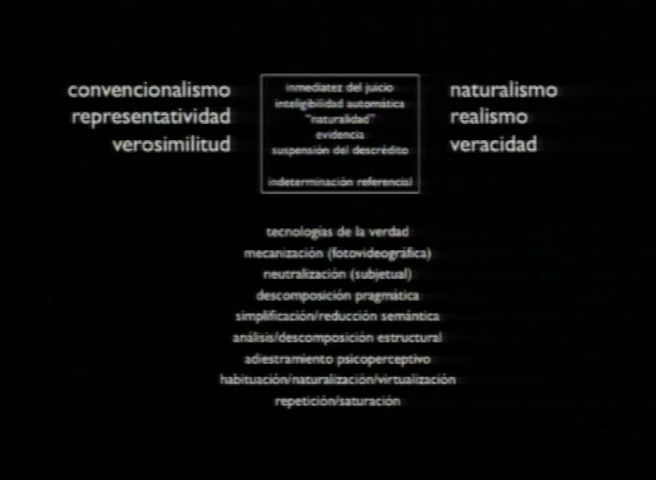 convencionalismo
representatividad
verosimilitud
inmediatez del juicio
inteligibilidad automática
"naturalidad"
evidencia
suspensión del descrédito
indeterminación referencial
naturalismo
realismo
veracidad
tecnologías de la verdad
mecanización (fotovideográfica)
neutralización (subjetual)
descomposición pragmática
simplificación/reducción semántica
análisis/descomposición estructural
adiestramiento psicoperceptivo
habituación/naturalización/virtualización
repetición/saturación